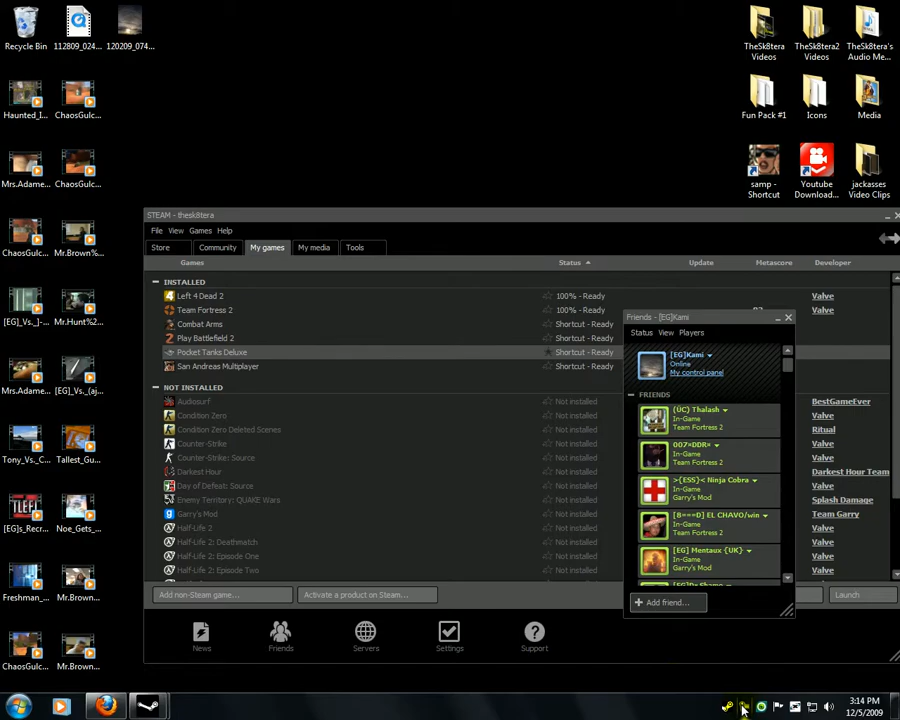 Recycle Bin
112809_024...
120209_074...
TheSk8tera Videos
TheSk8tera2 Videos
TheSk8tera's Audio Me...
Haunted_I...
ChaosGulc...
Fun Pack #1
Icons
Media
Mrs.Adame...
ChaosGulc...
samp - Shortcut
Youtube Download...
jackasses Video Clips
ChaosGulc...
Mr.Brown%...
[EG]_Vs._]-...
Mr.Hunt%2...
Mrs.Adame...
[EG]_Vs._(aj...
Tony_Vs._C...
Tallest_Gu...
[EG]s_Recr...
Noe_Gets_...
Freshman_...
Mr.Brown...
ChaosGulc...
Mr.Brown...
STEAM - thesk8tera
File View Games Help
Store Community My games My media Tools
Games Status Update Metascore Developer
INSTALLED
Left 4 Dead 2 100% - Ready Valve
Team Fortress 2 100% - Ready Valve
Combat Arms Shortcut - Ready
Play Battlefield 2 Shortcut - Ready
Pocket Tanks Deluxe Shortcut - Ready
San Andreas Multiplayer Shortcut - Ready
NOT INSTALLED
Audiosurf Not installed BestGameEver
Condition Zero Not installed Valve
Condition Zero Deleted Scenes Not installed Ritual
Counter-Strike Not installed Valve
Counter-Strike: Source Not installed Valve
Darkest Hour Not installed Darkest Hour Team
Day of Defeat: Source Not installed Valve
Enemy Territory: QUAKE Wars Not installed Splash Damage
Garry's Mod Not installed Team Garry
Half-Life 2 Not installed Valve
Half-Life 2: Deathmatch Not installed Valve
Half-Life 2: Episode One Not installed Valve
Half-Life 2: Episode Two Not installed Valve
Add non-Steam game... Activate a product on Steam... Launch
News Friends Servers Settings Support
Friends - [EG]Kami
Status View Players
[EG]Kami
Online
My control panel
FRIENDS
(ÜC) Thalash
In-Game
Team Fortress 2
007=DDR=
In-Game
Team Fortress 2
>{ESS}< Ninja Cobra
In-Game
Garry's Mod
[B===D] EL CHAVO/win
In-Game
Team Fortress 2
[EG] Mentaux {UK}
In-Game
Garry's Mod
Add friend...
3:14 PM
12/5/2009